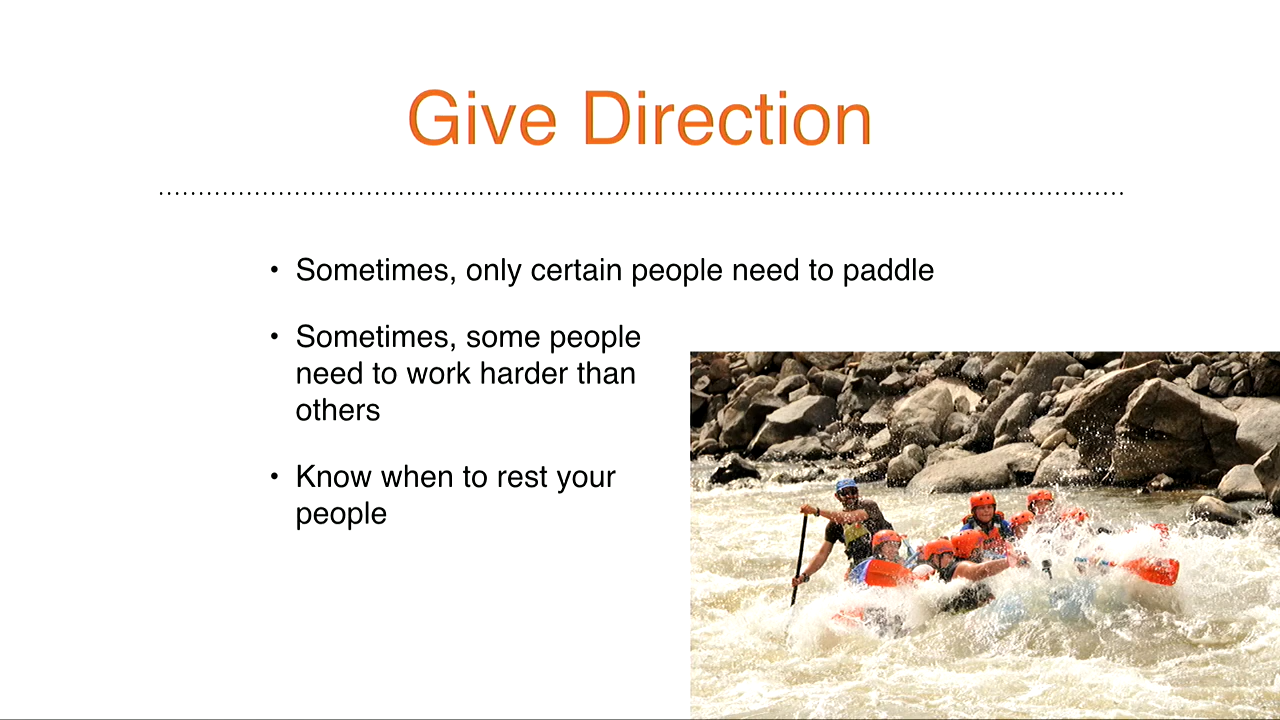 Give Direction
• Sometimes, only certain people need to paddle
• Sometimes, some people
need to work harder than
others
• Know when to rest your
people